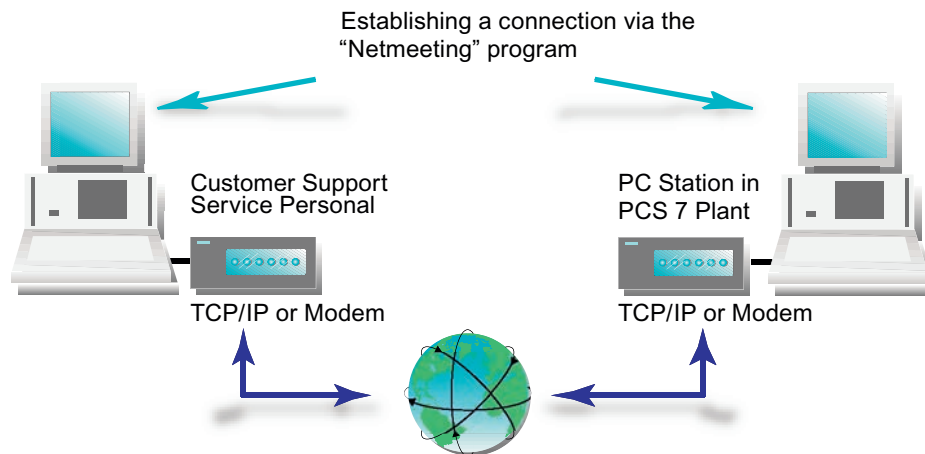 Establishing a connection via the
“Netmeeting” program
Customer Support
Service Personal
PC Station in
PCS 7 Plant
TCP/IP or Modem
TCP/IP or Modem